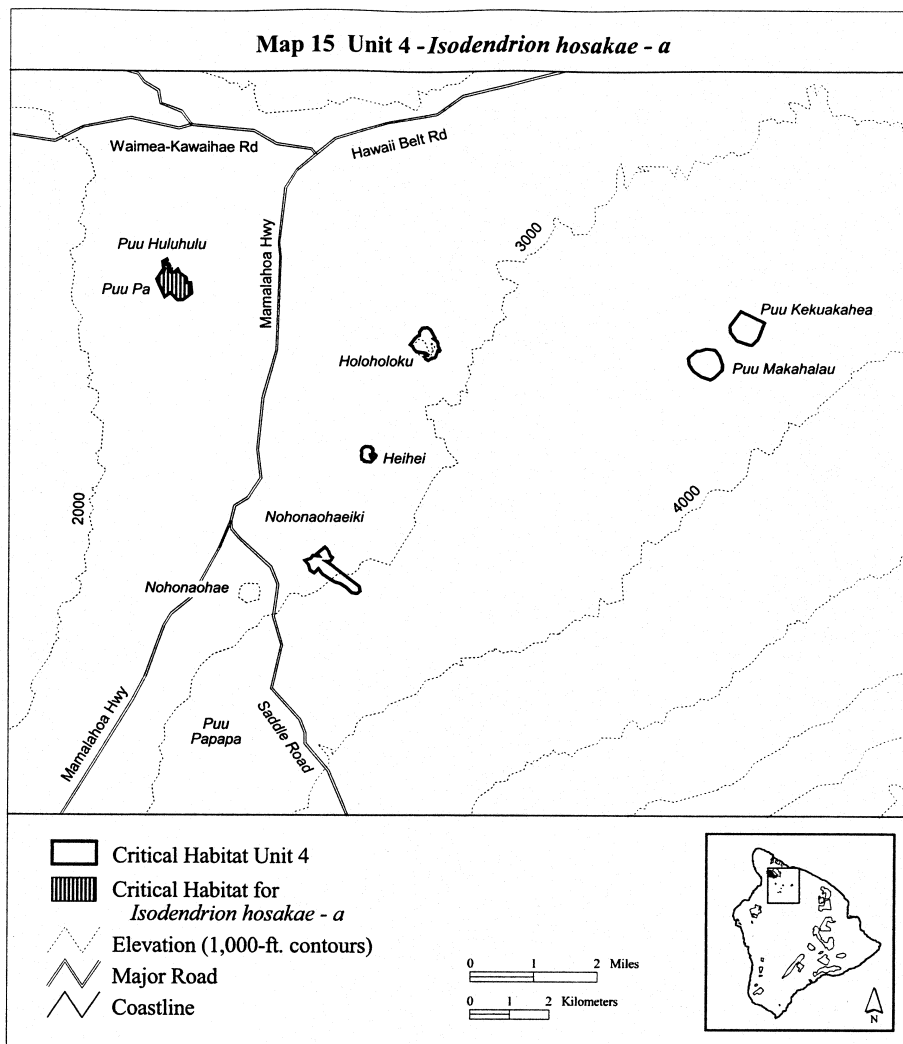 Map 15 Unit 4 - Isodendrion hosakae - a
Waimea-Kawaihae Rd
Hawaii Belt Rd
Mamalahoa Hwy
3000
Puu Huluhulu
Puu Pa
Puu Kekuakahea
Holoholoku
Puu Makahalau
Heihei
2000
4000
Nohonaohaeiki
Nohonaohae
Mamalahoa Hwy
Puu
Papapa
Saddle Road
Critical Habitat Unit 4
Critical Habitat for
Isodendrion hosakae - a
Elevation (1,000-ft. contours)
Major Road
Coastline
0 1 2 Miles
0 1 2 Kilometers
N